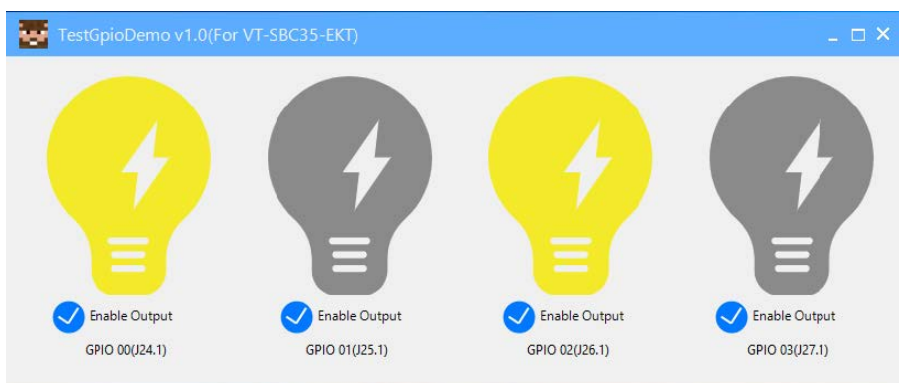 TestGpioDemo v1.0(For VT-SBC35-EKT)
Enable Output
Enable Output
Enable Output
Enable Output
GPIO 00(J24.1)
GPIO 01(J25.1)
GPIO 02(J26.1)
GPIO 03(J27.1)